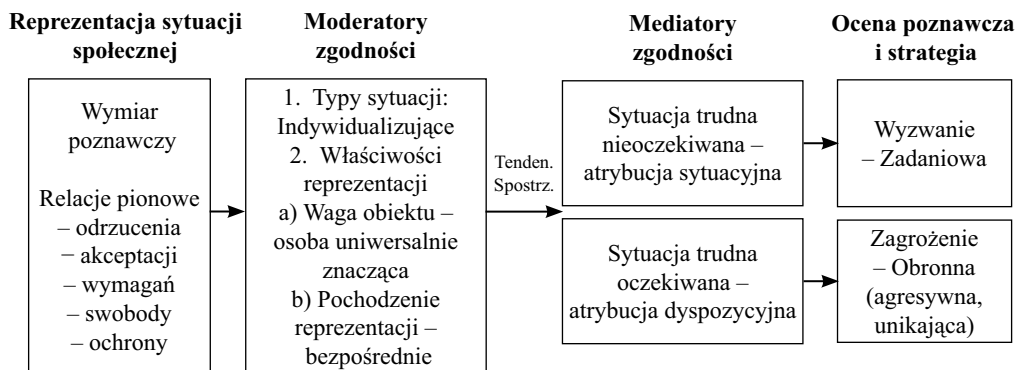 Reprezentacja sytuacji
społecznej
Moderatory
zgodności
Mediatory
zgodności
Ocena poznawcza
i strategia
Wymiar
poznawczy
Relacje pionowe
– odrzucenia
– akceptacji
– wymagań
– swobody
– ochrony
1. Typy sytuacji:
Indywidualizujące
2. Właściwości
reprezentacji
a) Waga obiektu –
osoba uniwersalnie
znacząca
b) Pochodzenie
reprezentacji –
bezpośrednie
Tenden.
Spostrz.
Sytuacja trudna
nieoczekiwana –
atrybucja sytuacyjna
Sytuacja trudna
oczekiwana –
atrybucja dyspozycyjna
Wyzwanie
– Zadaniowa
Zagrożenie
– Obronna
(agresywna,
unikająca)